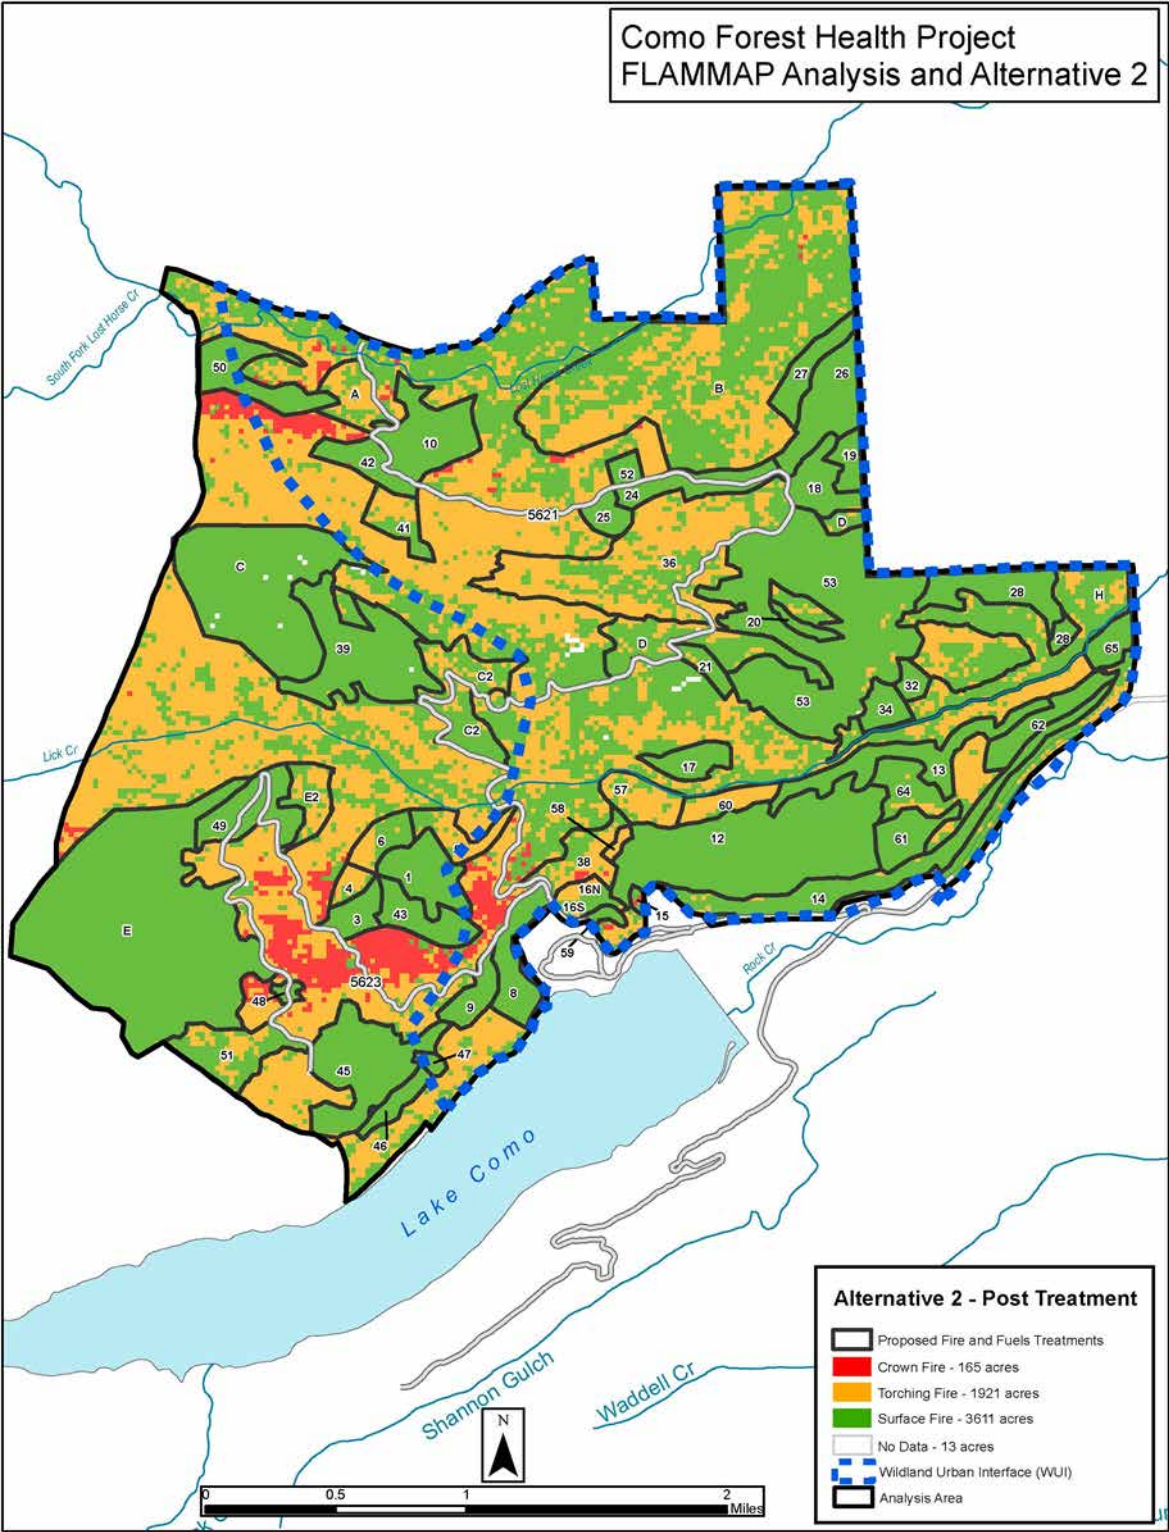 Como Forest Health Project
FLAMMAP Analysis and Alternative 2
South Fork Lost Horse Cr
50
A
B
27
26
10
42
19
52
24
18
5621
25
41
D
C
36
53
28
H
20
39
D
28
65
21
C2
32
53
34
C2
62
Lick Cr
17
13
57
64
E2
58
60
49
12
61
6
38
1
4
16N
14
43
16S
15
3
E
59
Rock Cr
5623
8
48
9
47
51
45
46
Lake Como
Shannon Gulch
Waddell Cr
N
0
0.5
1
2
Miles
Alternative 2 - Post Treatment
Proposed Fire and Fuels Treatments
Crown Fire - 165 acres
Torching Fire - 1921 acres
Surface Fire - 3611 acres
No Data - 13 acres
Wildland Urban Interface (WUI)
Analysis Area